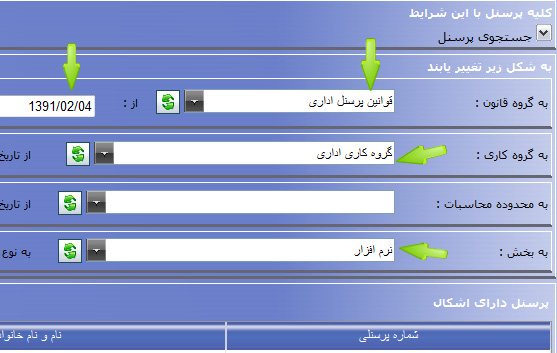 کلیه پرسنل با این شرایط
جستجوی پرسنل
به شکل زیر تغییر یابند
به گروه قانون : قوانین پرسنل اداری از : 1391/02/04
به گروه کاری : گروه کاری اداری از تاریخ
به محدوده محاسبات : از تاریخ
به بخش : نرم افزار به نوع
پرسنل دارای اشکال
شماره پرسنلی نام و نام خانواد